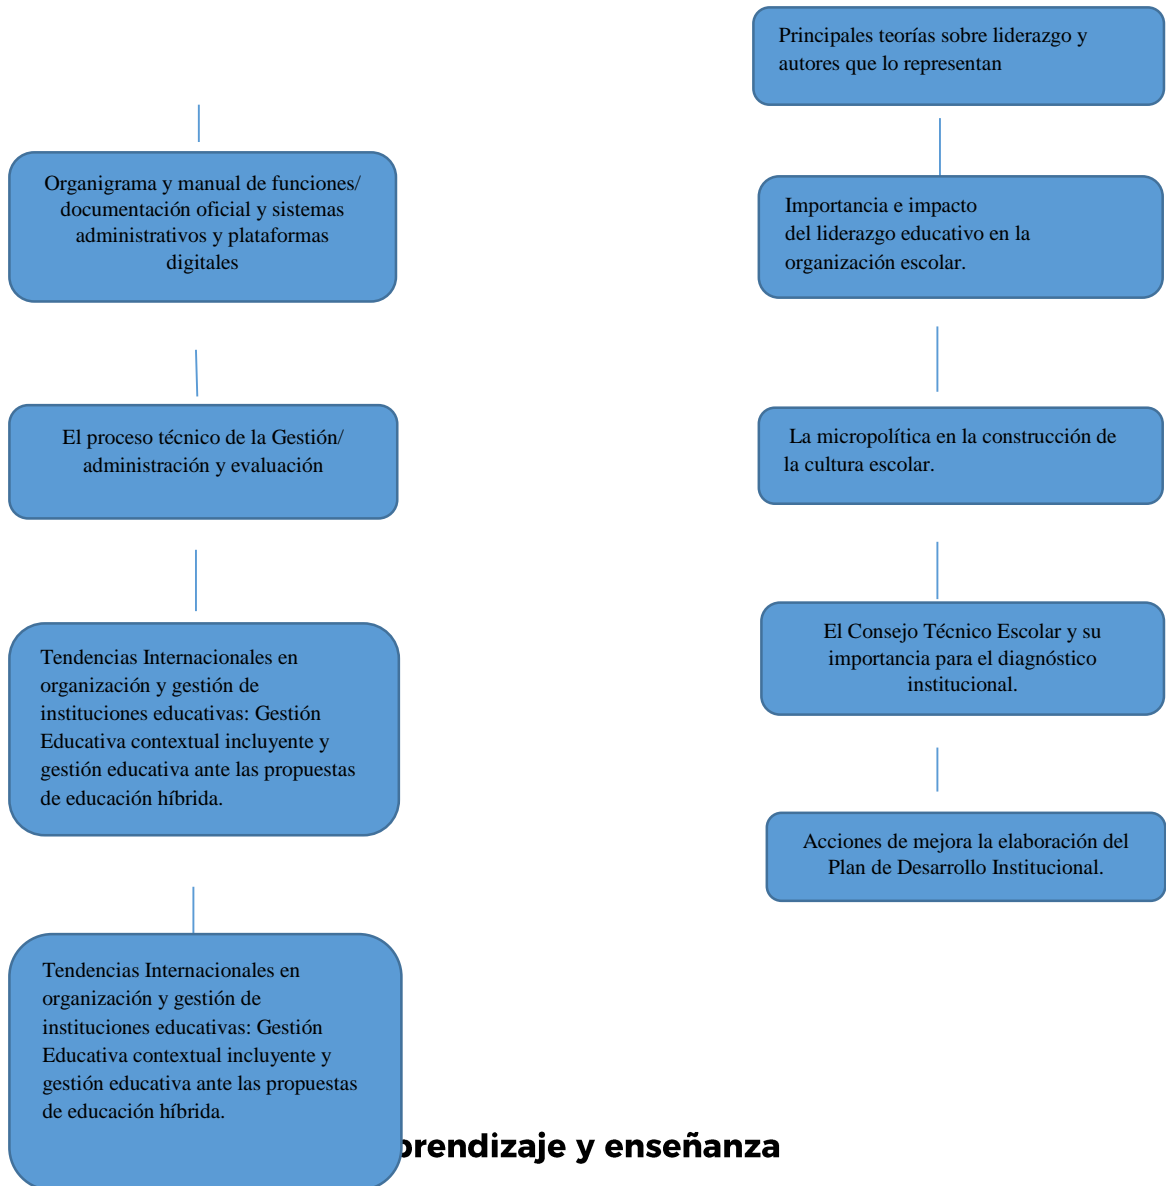 Organigrama y manual de funciones/
documentación oficial y sistemas
administrativos y plataformas
digitales
El proceso técnico de la Gestión/
administración y evaluación
Tendencias Internacionales en
organización y gestión de
instituciones educativas: Gestión
Educativa contextual incluyente y
gestión educativa ante las propuestas
de educación híbrida.
Tendencias Internacionales en
organización y gestión de
instituciones educativas: Gestión
Educativa contextual incluyente y
gestión educativa ante las propuestas
de educación híbrida.
Principales teorías sobre liderazgo y
autores que lo representan
Importancia e impacto
del liderazgo educativo en la
organización escolar.
La micropolítica en la construcción de
la cultura escolar.
El Consejo Técnico Escolar y su
importancia para el diagnóstico
institucional.
Acciones de mejora la elaboración del
Plan de Desarrollo Institucional.
y enseñanza